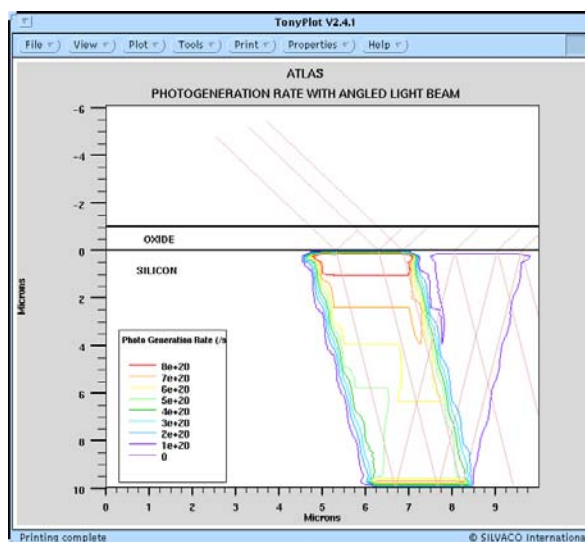 TonyPlot V2.4.1
File View Plot Tools Print Properties Help
ATLAS
PHOTOGENERATION RATE WITH ANGLED LIGHT BEAM
-6
-4
-2
OXIDE
0
SILICON
2
4
6
8
10
Microns
Photo Generation Rate (/s
8e+20
7e+20
6e+20
5e+20
4e+20
3e+20
2e+20
1e+20
0
0 1 2 3 4 5 6 7 8 9
Microns
Printing complete © SILVACO Internationa